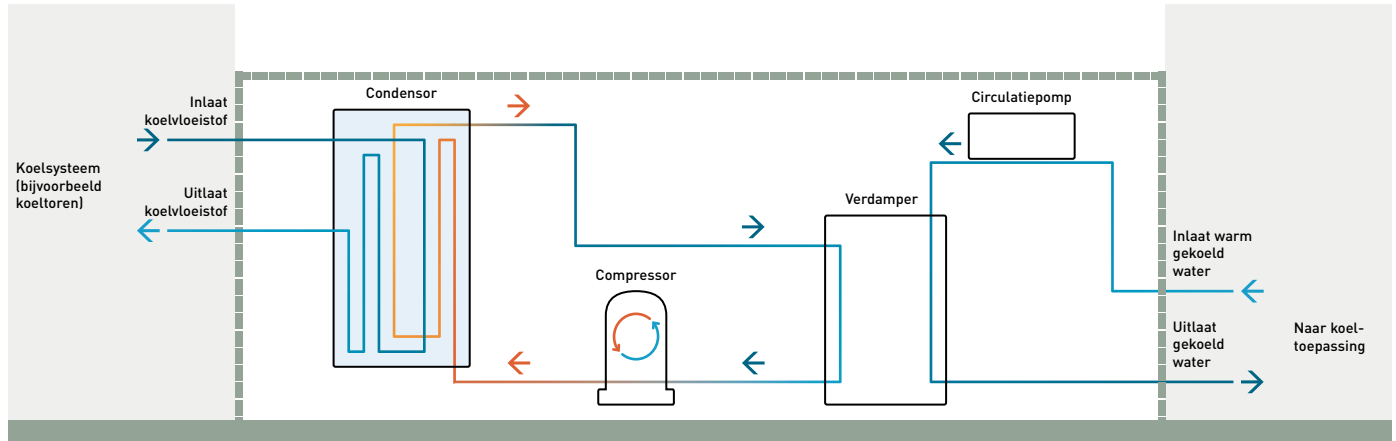 Condensor
Circulatiepomp
Inlaat
koelvloeistof
Koelsysteem
(bijvoorbeeld
koeltoren)
Uitlaat
koelvloeistof
Verdamper
Compressor
Inlaat warm
gekoeld
water
Uitlaat
gekoeld
water
Naar koel-
toepassing